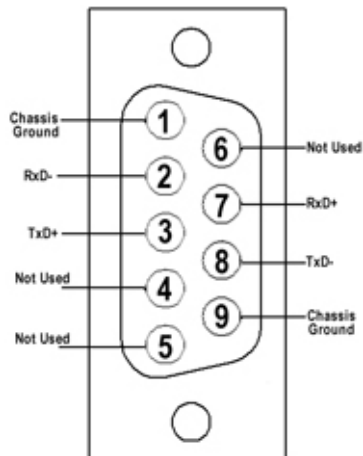 Chassis
Ground
1
6
Not Used
RxD-
2
7
RxD+
TxD+
3
8
TxD-
Not Used
4
9
Chassis
Ground
Not Used
5